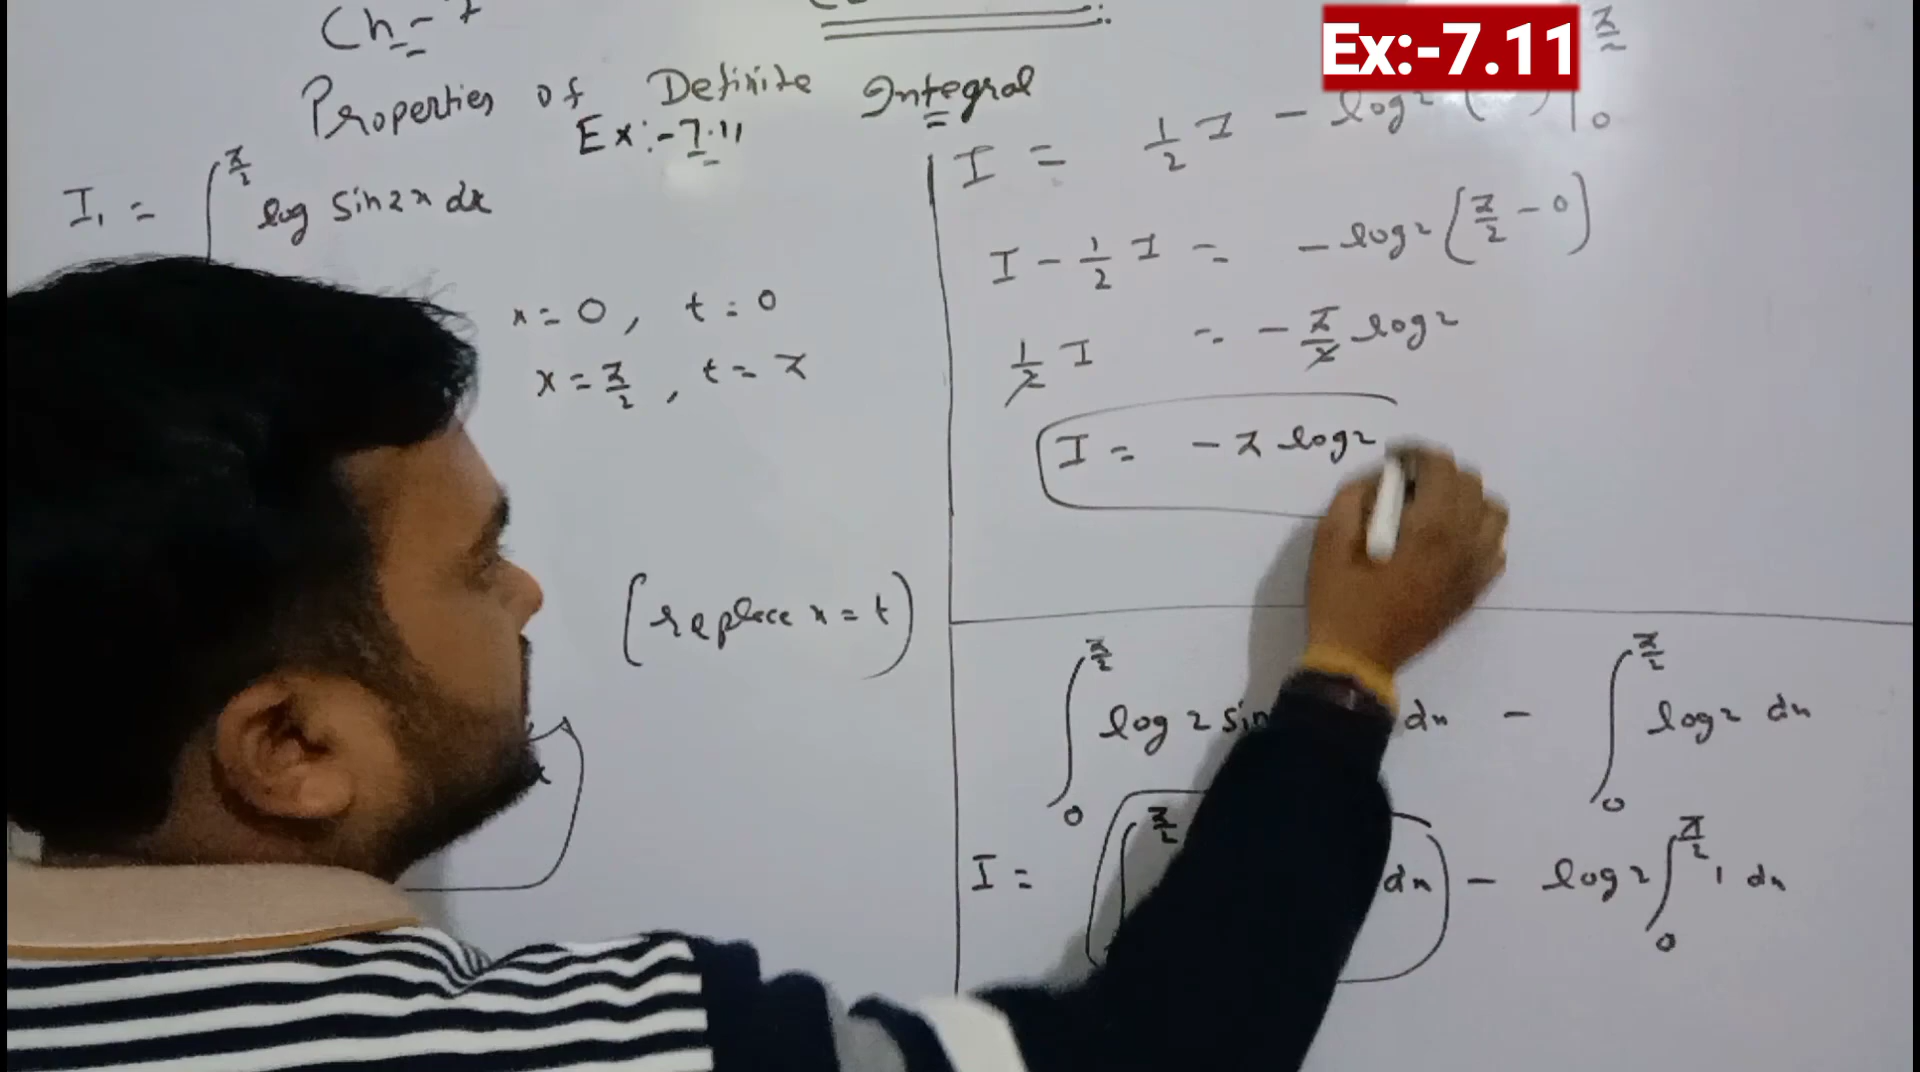 Ch-7
Properties of Definite Integral
Ex:-7.11
Ex:-7.11
I₁ = ∫ π/2 log sin2x dx
x=0, t=0
x=π/2, t=π
(replace x=t)
I = 1/2 I - log2 ( ) 0
I - 1/2 I = -log2 [π/2 - 0]
1/2 I = -π/2 log2
I = -π log2
∫₀ π/2 log 2 sin dx - ∫₀ π/2 log2 dx
I = ∫ π/2 dx - log2 ∫₀ π/2 1 dx